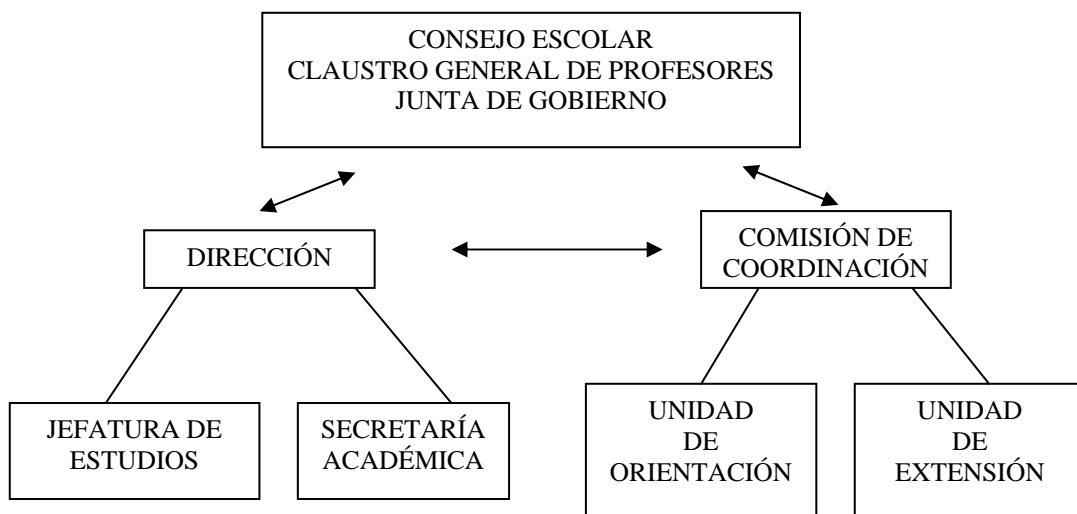 CONSEJO ESCOLAR
CLAUSTRO GENERAL DE PROFESORES
JUNTA DE GOBIERNO
DIRECCIÓN
COMISIÓN DE
COORDINACIÓN
JEFATURA DE
ESTUDIOS
SECRETARÍA
ACADÉMICA
UNIDAD
DE
ORIENTACIÓN
UNIDAD
DE
EXTENSIÓN